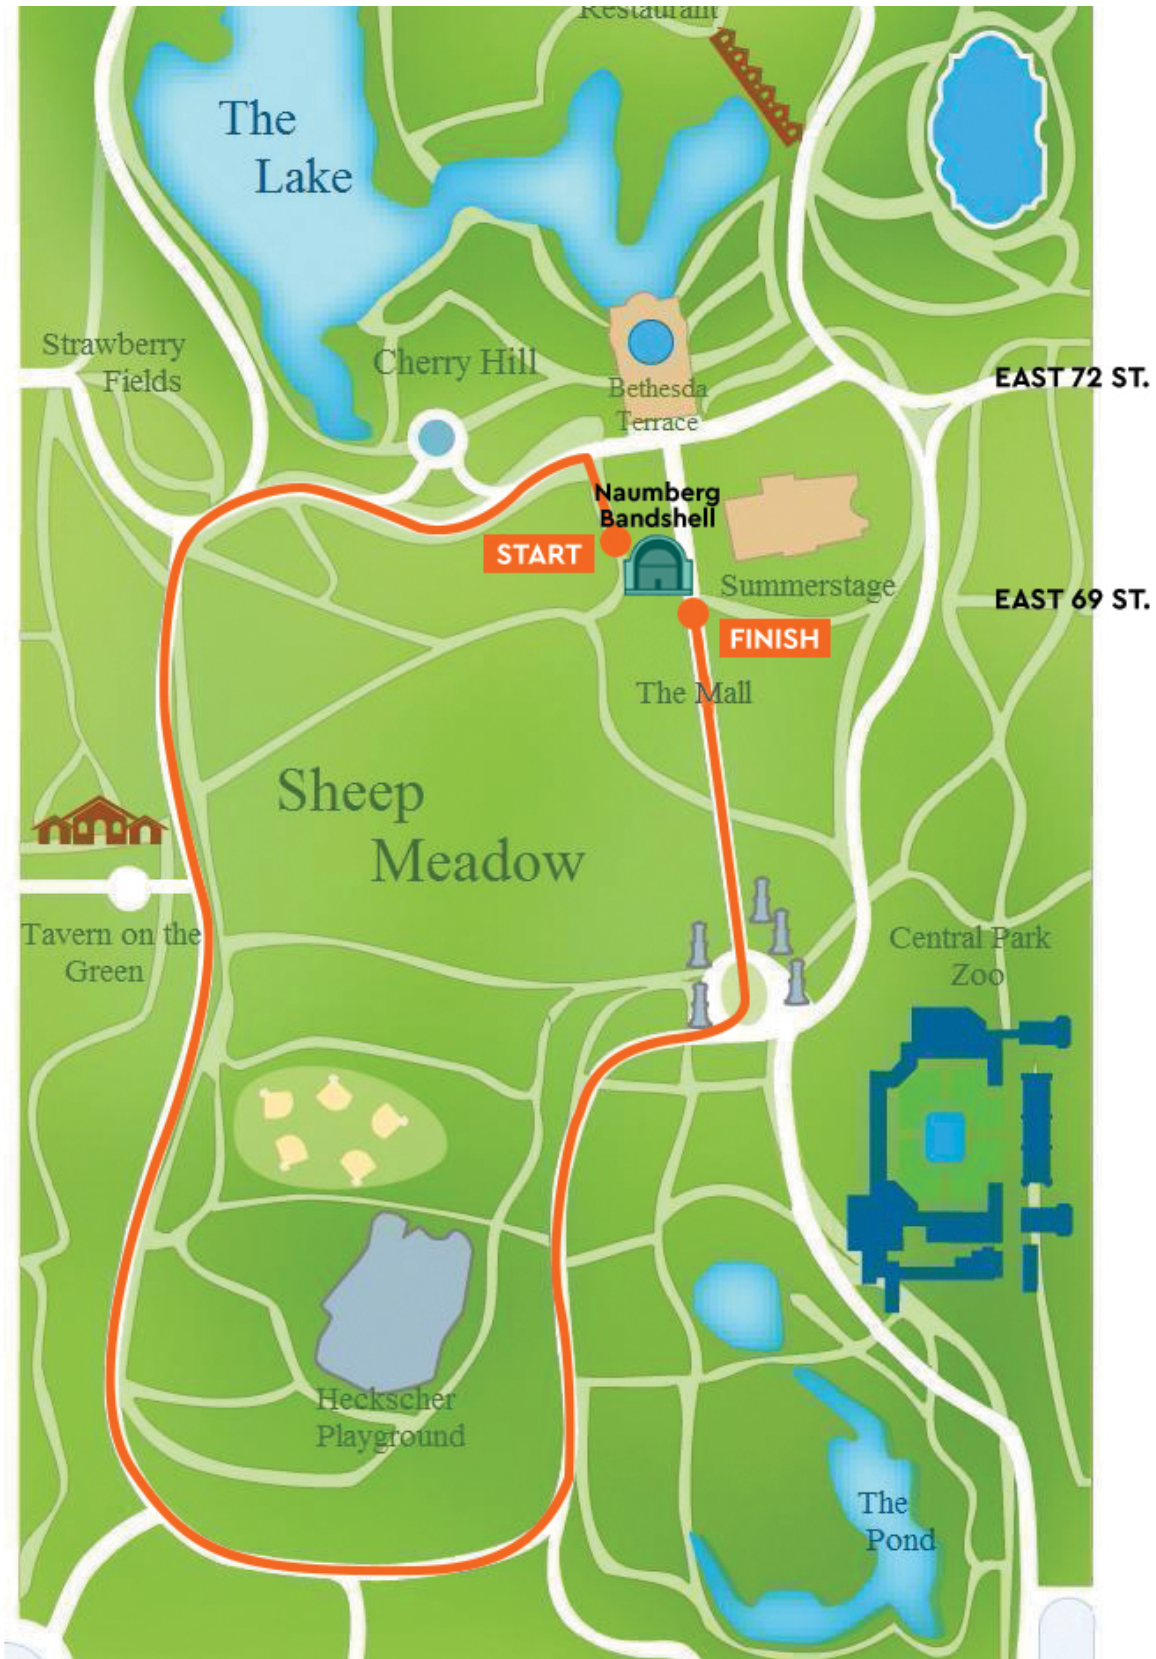 Restaurant
The
Lake
Strawberry
Fields
Cherry Hill
Bethesda
Terrace
EAST 72 ST.
Naumberg
Bandshell
START
Summerstage
EAST 69 ST.
FINISH
The Mall
Sheep
Meadow
Tavern on the
Green
Central Park
Zoo
Heckscher
Playground
The
Pond